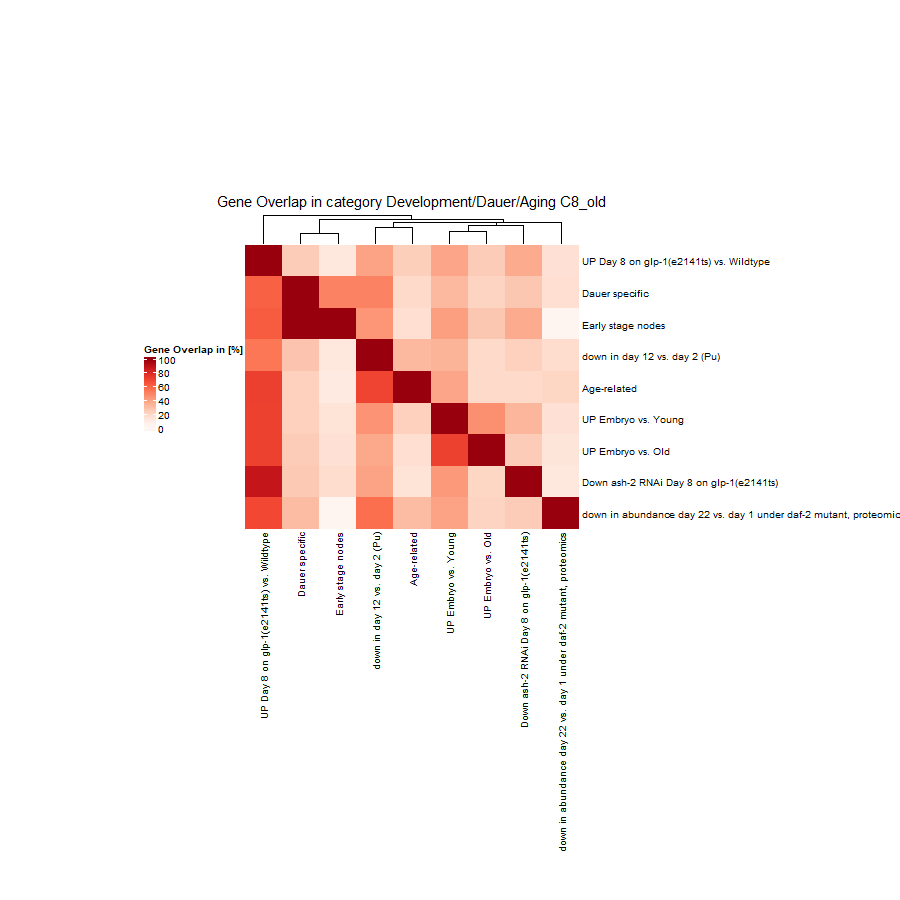 Gene Overlap in category Development/Dauer/Aging C8_old
UP Day 8 on glp-1(e2141ts) vs. Wildtype
Dauer specific
Early stage nodes
down in day 12 vs. day 2 (Pu)
Age-related
UP Embryo vs. Young
UP Embryo vs. Old
Down ash-2 RNAi Day 8 on glp-1(e2141ts)
down in abundance day 22 vs. day 1 under daf-2 mutant, proteomic
Gene Overlap in [%]
100
80
60
40
20
0
UP Day 8 on glp-1(e2141ts) vs. Wildtype
Dauer specific
Early stage nodes
down in day 12 vs. day 2 (Pu)
Age-related
UP Embryo vs. Young
UP Embryo vs. Old
Down ash-2 RNAi Day 8 on glp-1(e2141ts)
down in abundance day 22 vs. day 1 under daf-2 mutant, proteomics